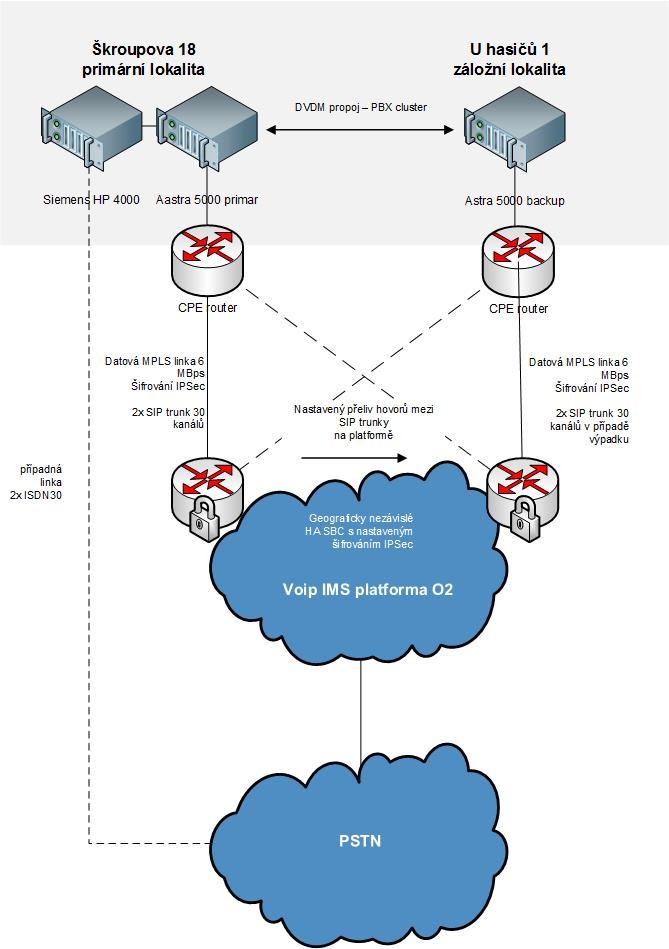 Škroupova 18
primární lokalita
U hasičů 1
záložní lokalita
DVDM propoj – PBX cluster
Siemens HP 4000
Aastra 5000 primar
Astra 5000 backup
CPE router
CPE router
Datová MPLS linka 6
MBps
Šifrování IPSec
2x SIP trunk 30
kanálů
Datová MPLS linka 6
MBps
Šifrování IPSec
2x SIP trunk 30
kanálů v případě
výpadku
Nastavený přeliv hovorů mezi
SIP trunky
na platformě
případná
linka
2x ISDN30
Geograficky nezávislé
HA SBC s nastaveným
šifrováním IPSec
Voip IMS platforma O2
PSTN